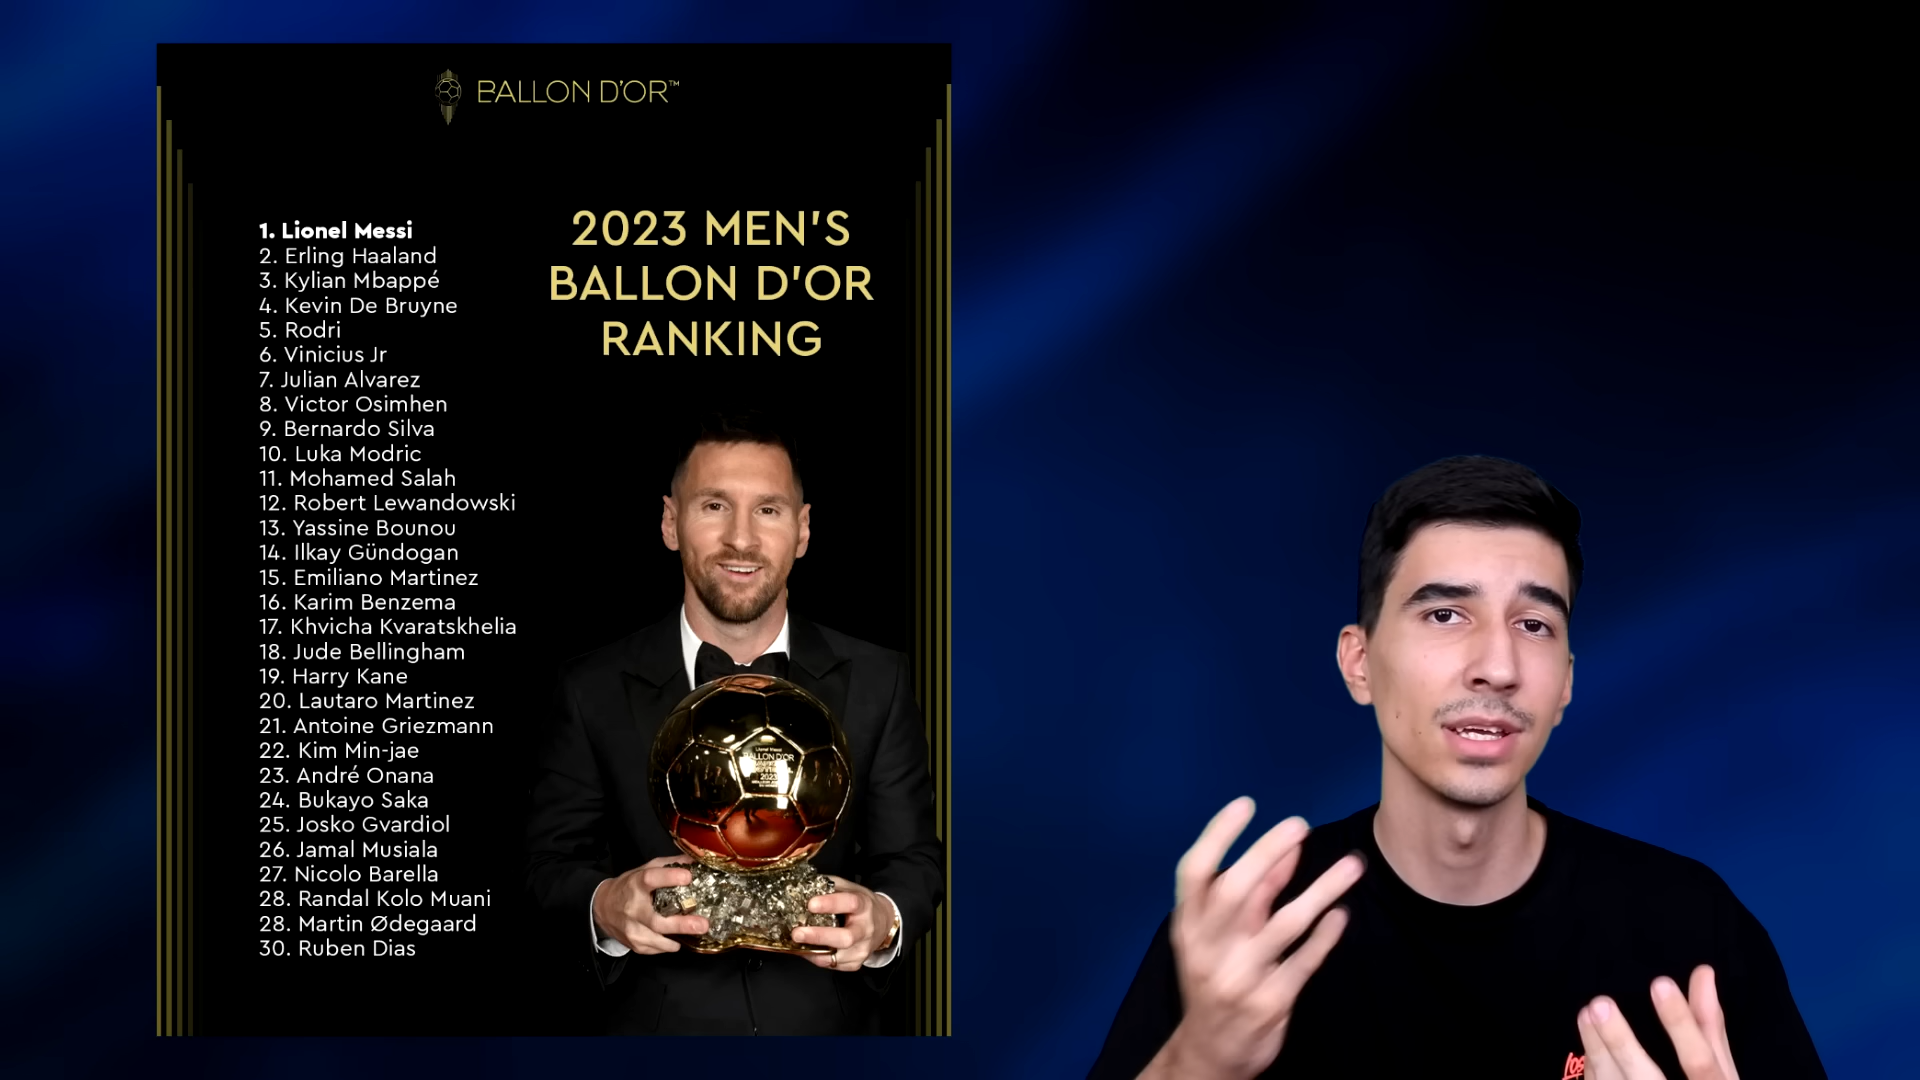 BALLON D'OR™
2023 MEN'S
BALLON D'OR
RANKING
1. Lionel Messi
2. Erling Haaland
3. Kylian Mbappé
4. Kevin De Bruyne
5. Rodri
6. Vinicius Jr
7. Julian Alvarez
8. Victor Osimhen
9. Bernardo Silva
10. Luka Modric
11. Mohamed Salah
12. Robert Lewandowski
13. Yassine Bounou
14. Ilkay Gündogan
15. Emiliano Martinez
16. Karim Benzema
17. Khvicha Kvaratskhelia
18. Jude Bellingham
19. Harry Kane
20. Lautaro Martinez
21. Antoine Griezmann
22. Kim Min-jae
23. André Onana
24. Bukayo Saka
25. Josko Gvardiol
26. Jamal Musiala
27. Nicolo Barella
28. Randal Kolo Muani
28. Martin Ødegaard
30. Ruben Dias
Lionel Messi
BALLON D'OR
2023